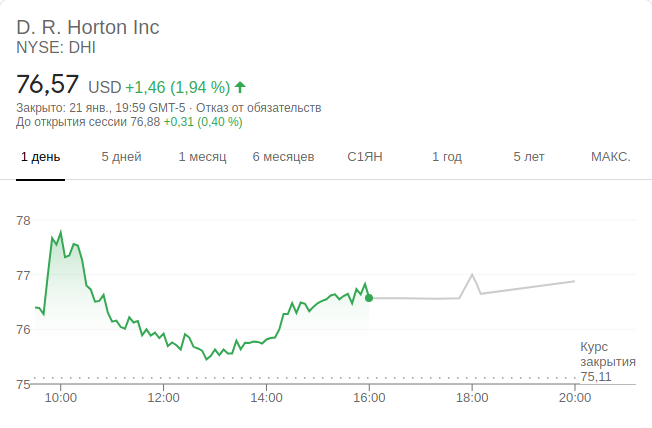 D. R. Horton Inc
NYSE: DHI
76,57 USD +1,46 (1,94 %)
Закрыто: 21 янв., 19:59 GMT-5 · Отказ от обязательств
До открытия сессии 76,88 +0,31 (0,40 %)
1 день 5 дней 1 месяц 6 месяцев С1ЯН 1 год 5 лет МАКС.
78
77
76
Курс
закрытия
75,11
75
10:00 12:00 14:00 16:00 18:00 20:00